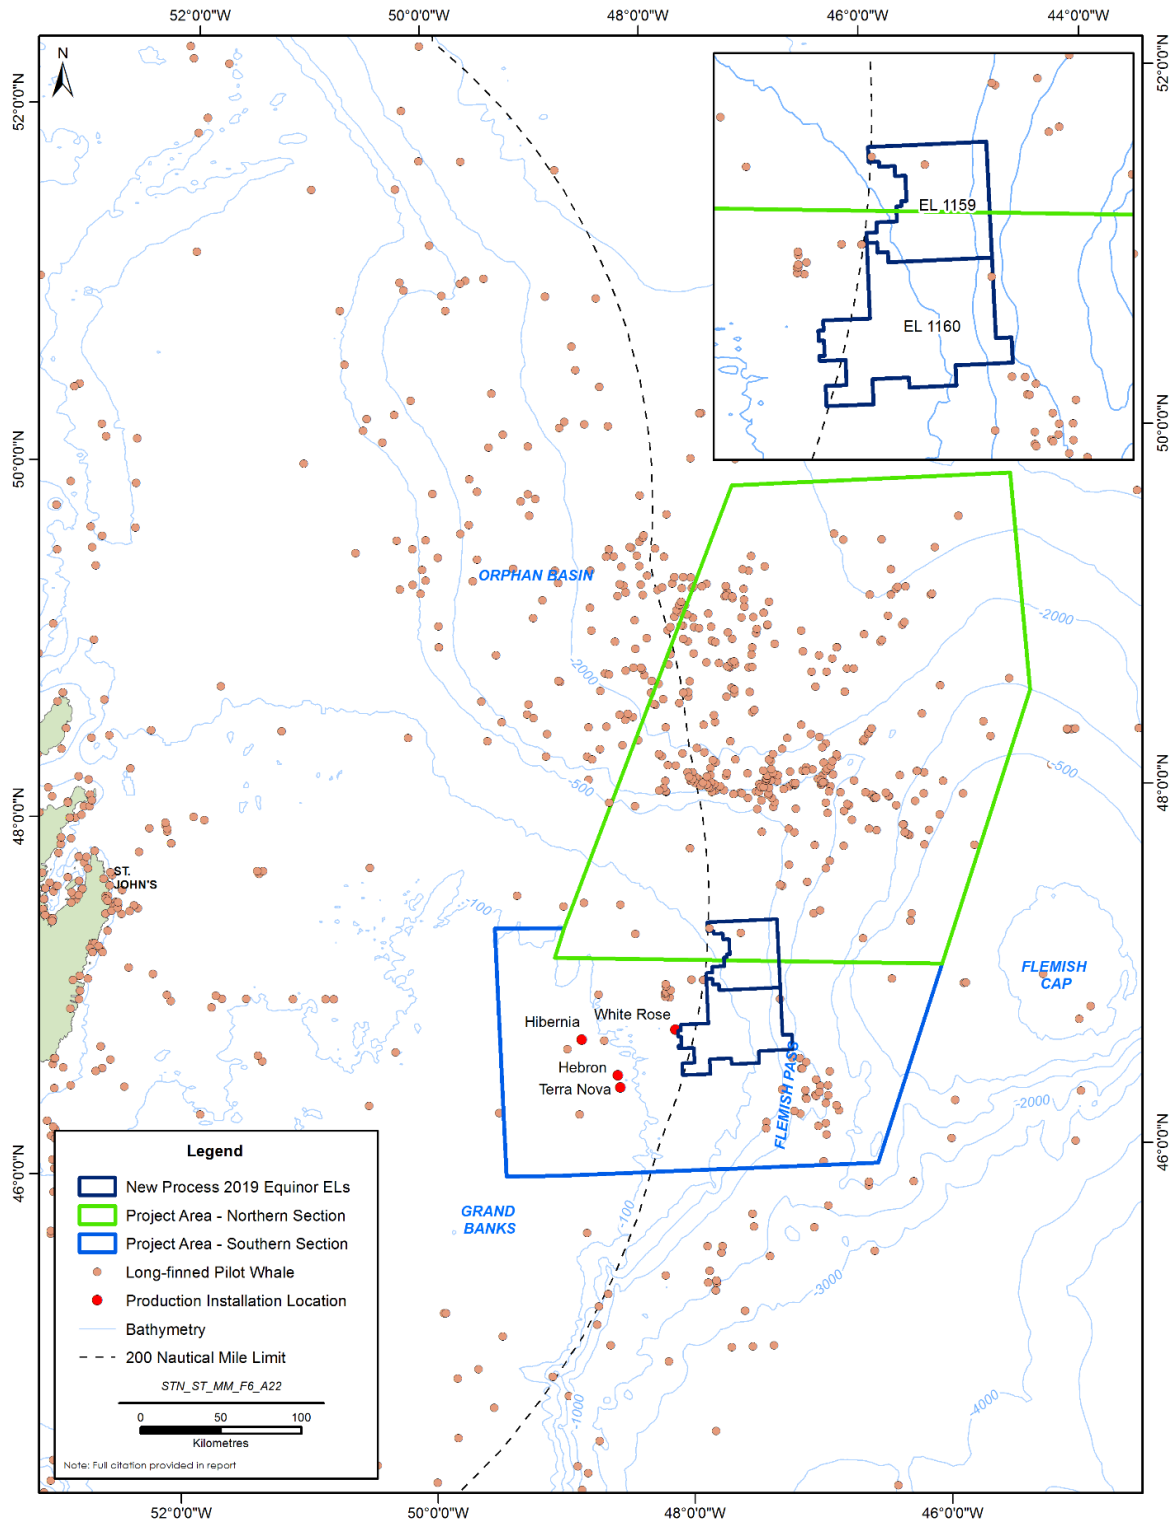 52°0'0"W
50°0'0"W
48°0'0"W
46°0'0"W
44°0'0"W
N
52°0'0"N
52°0'0"N
EL 1159
EL 1160
50°0'0"N
50°0'0"N
ORPHAN BASIN
-2000
-2000
-500
-500
48°0'0"N
48°0'0"N
ST.
JOHN'S
-100
FLEMISH
CAP
White Rose
Hibernia
Hebron
Terra Nova
FLEMISH PASS
-2000
46°0'0"N
46°0'0"N
GRAND
BANKS
-100
-3000
-1000
-4000
Legend
New Process 2019 Equinor ELs
Project Area - Northern Section
Project Area - Southern Section
Long-finned Pilot Whale
Production Installation Location
Bathymetry
200 Nautical Mile Limit
STN_ST_MM_F6_A22
0 50 100
Kilometres
Note: Full citation provided in report
52°0'0"W
50°0'0"W
48°0'0"W
46°0'0"W